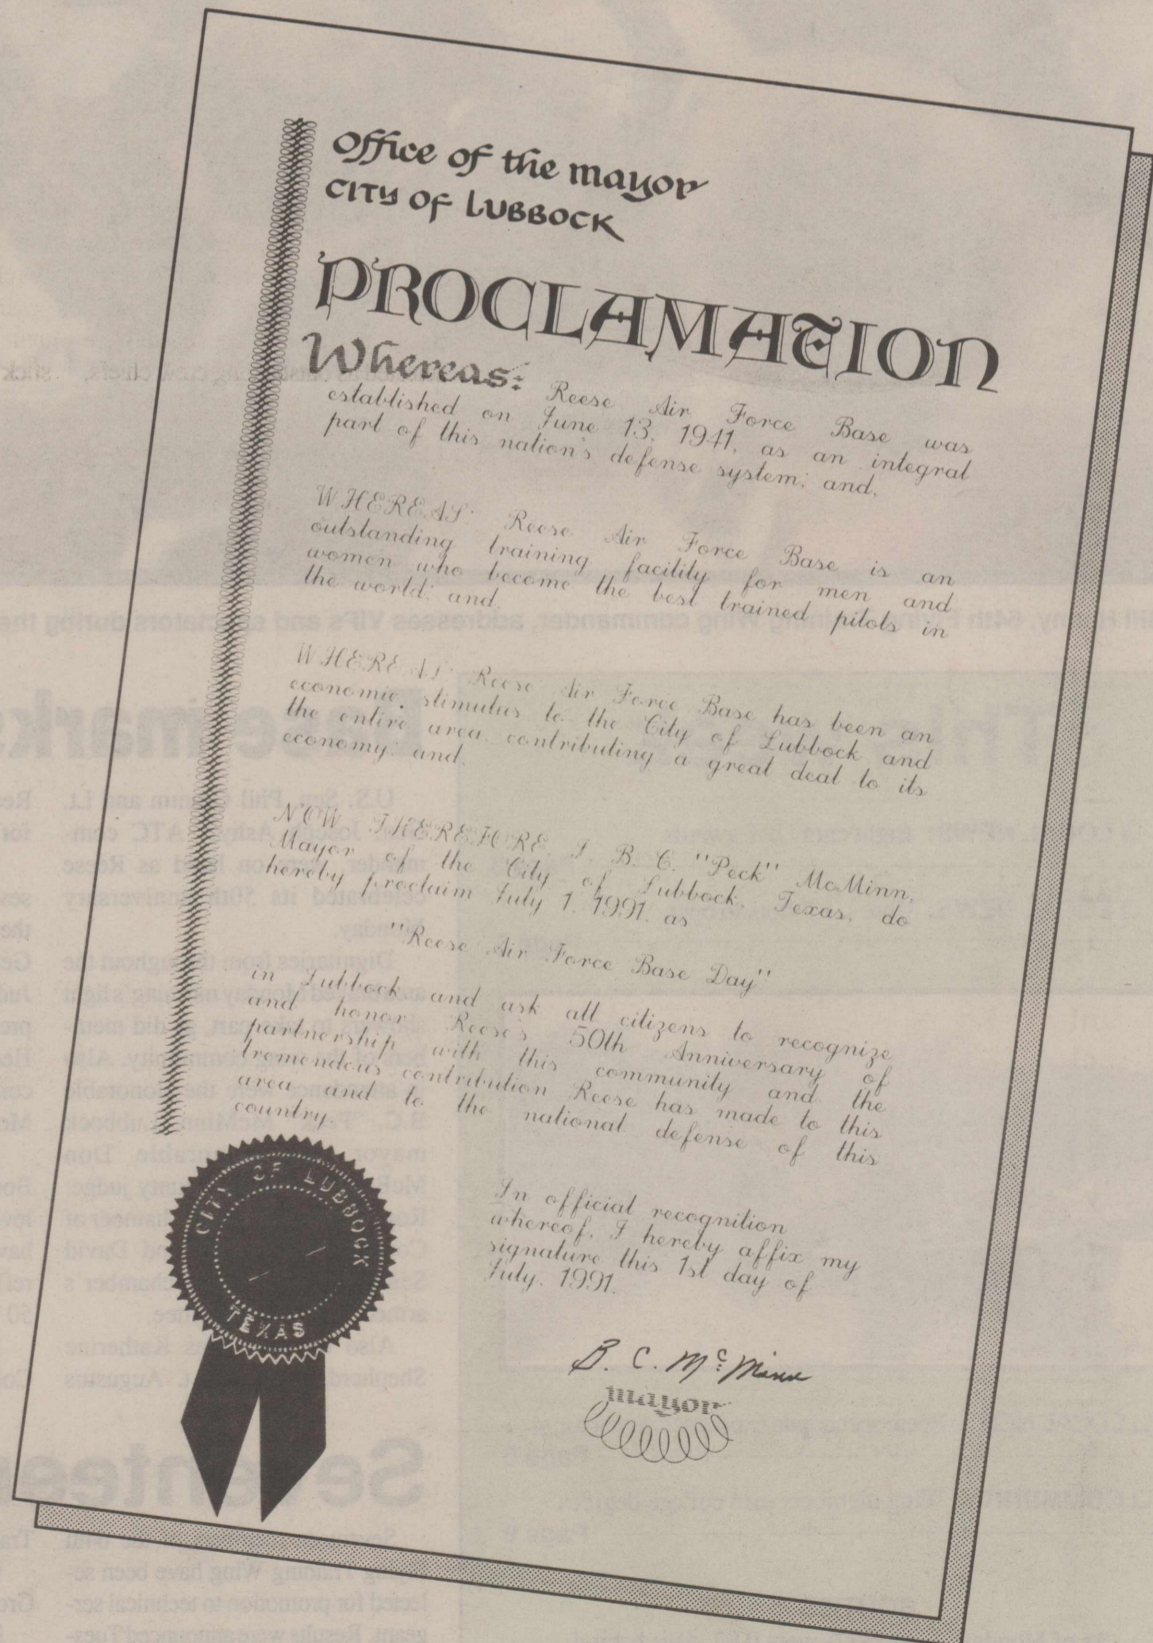 Office of the mayor
CITY OF LUBBOCK
PROCLAMATION
Whereas: Reese Air Force Base was
established on June 13, 1941, as an integral
part of this nation's defense system; and,
WHEREAS: Reese Air Force Base is an
outstanding training facility for men and
women who become the best trained pilots in
the world; and,
WHEREAS: Reese Air Force Base has been an
economic stimulus to the City of Lubbock and
the entire area, contributing a great deal to its
economy; and,
NOW, THEREFORE, I B. C. "Peck" McMinn,
Mayor of the City of Lubbock, Texas, do
hereby proclaim July 1, 1991, as
"Reese Air Force Base Day"
in Lubbock and ask all citizens to recognize
and honor Reese's 50th Anniversary of
partnership with this community and the
tremendous contribution Reese has made to this
area and to the national defense of this
country.
In official recognition
whereof, I hereby affix my
signature this 1st day of
July, 1991.
B. C. McMinn
mayor
CITY OF LUBBOCK
TEXAS